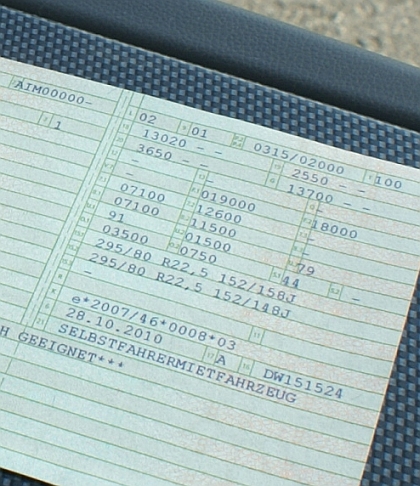 AIM00000-
1
02 01 0315/02000 100
13020 - - 2550 - -
3650 - - 13700 - -
- - -
07100 019000 18000
07100 12600 -
91 11500 -
03500 01500 79
0750 44 -
295/80 R22,5 152/158J
295/80 R22,5 152/148J
-
e*2007/46*0008*03
28.10.2010 A DW151524
SELBSTFAHRERMIETFAHRZEUG
H GEEIGNET***